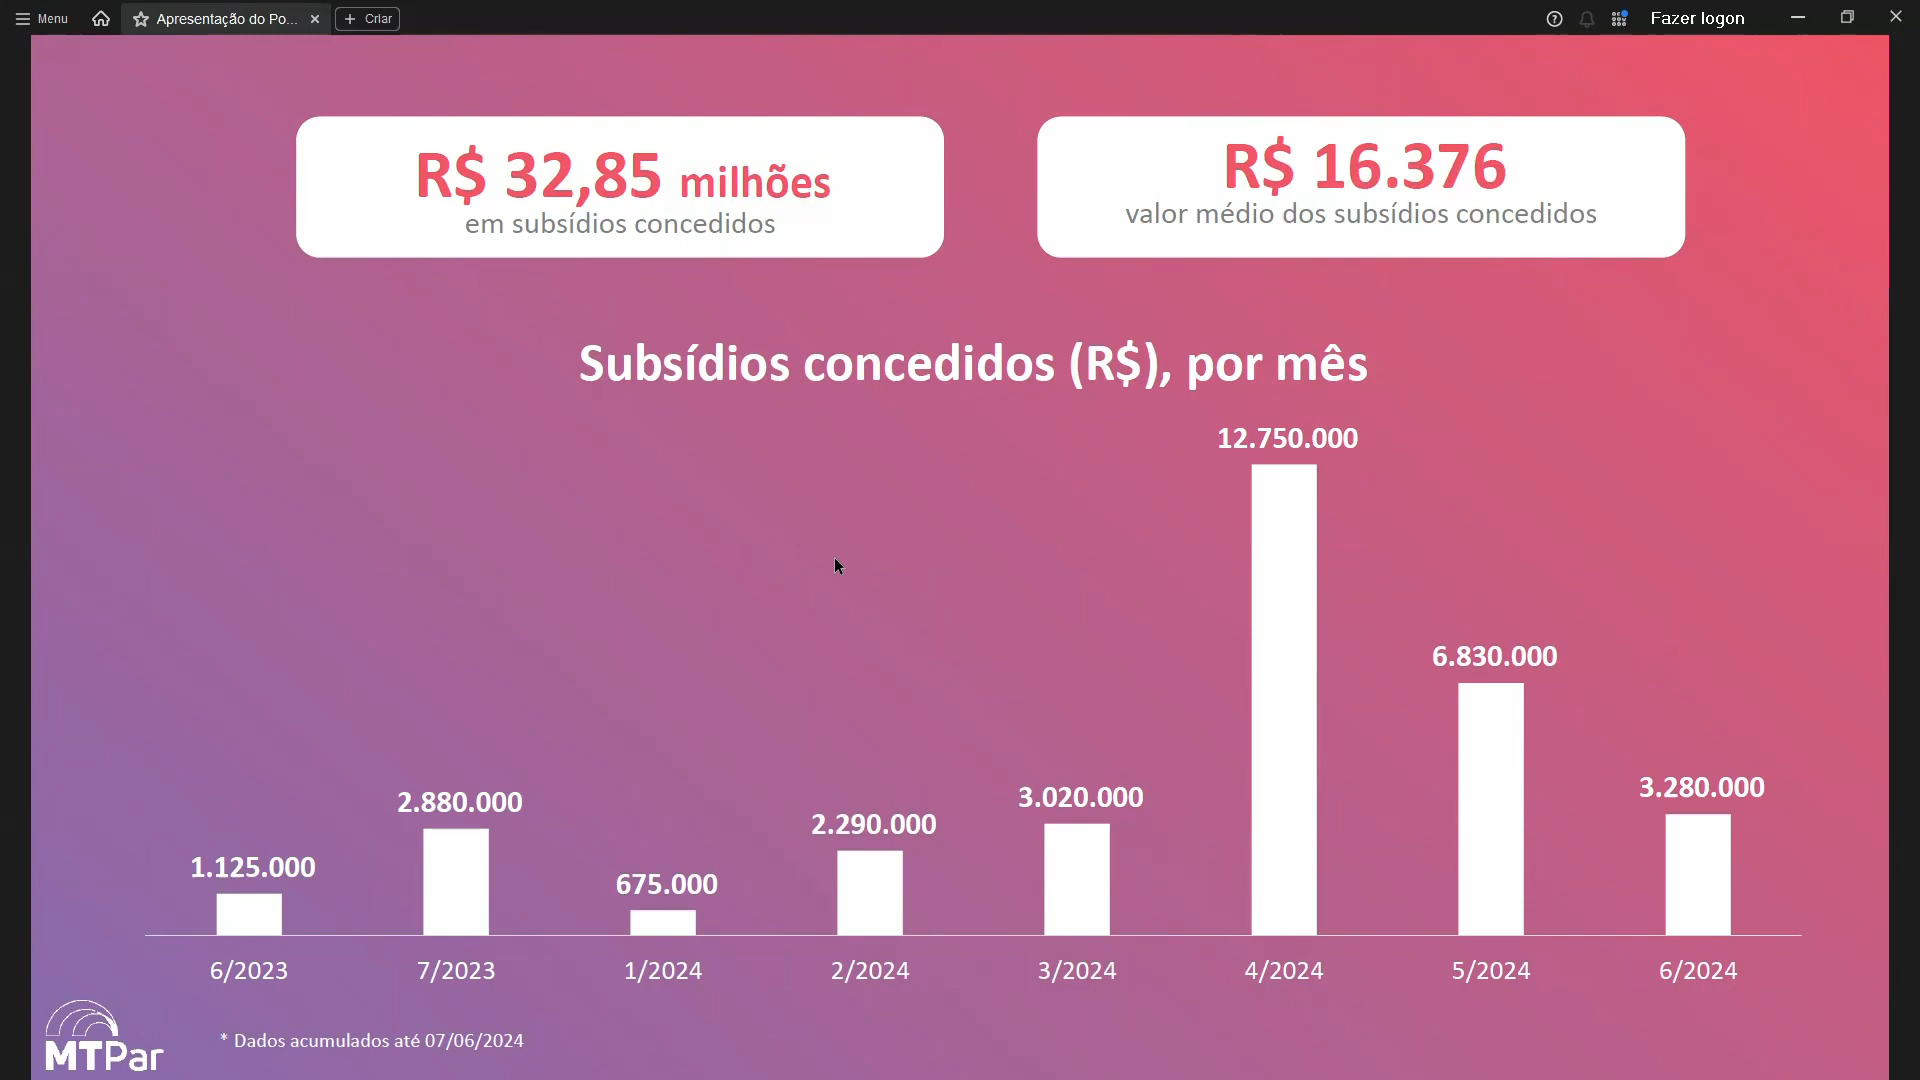 Menu
Apresentação do Po...
Criar
Fazer logon
R$ 32,85 milhões
em subsídios concedidos
R$ 16.376
valor médio dos subsídios concedidos
Subsídios concedidos (R$), por mês
1.125.000
2.880.000
675.000
2.290.000
3.020.000
12.750.000
6.830.000
3.280.000
6/2023
7/2023
1/2024
2/2024
3/2024
4/2024
5/2024
6/2024
* Dados acumulados até 07/06/2024
MTPar